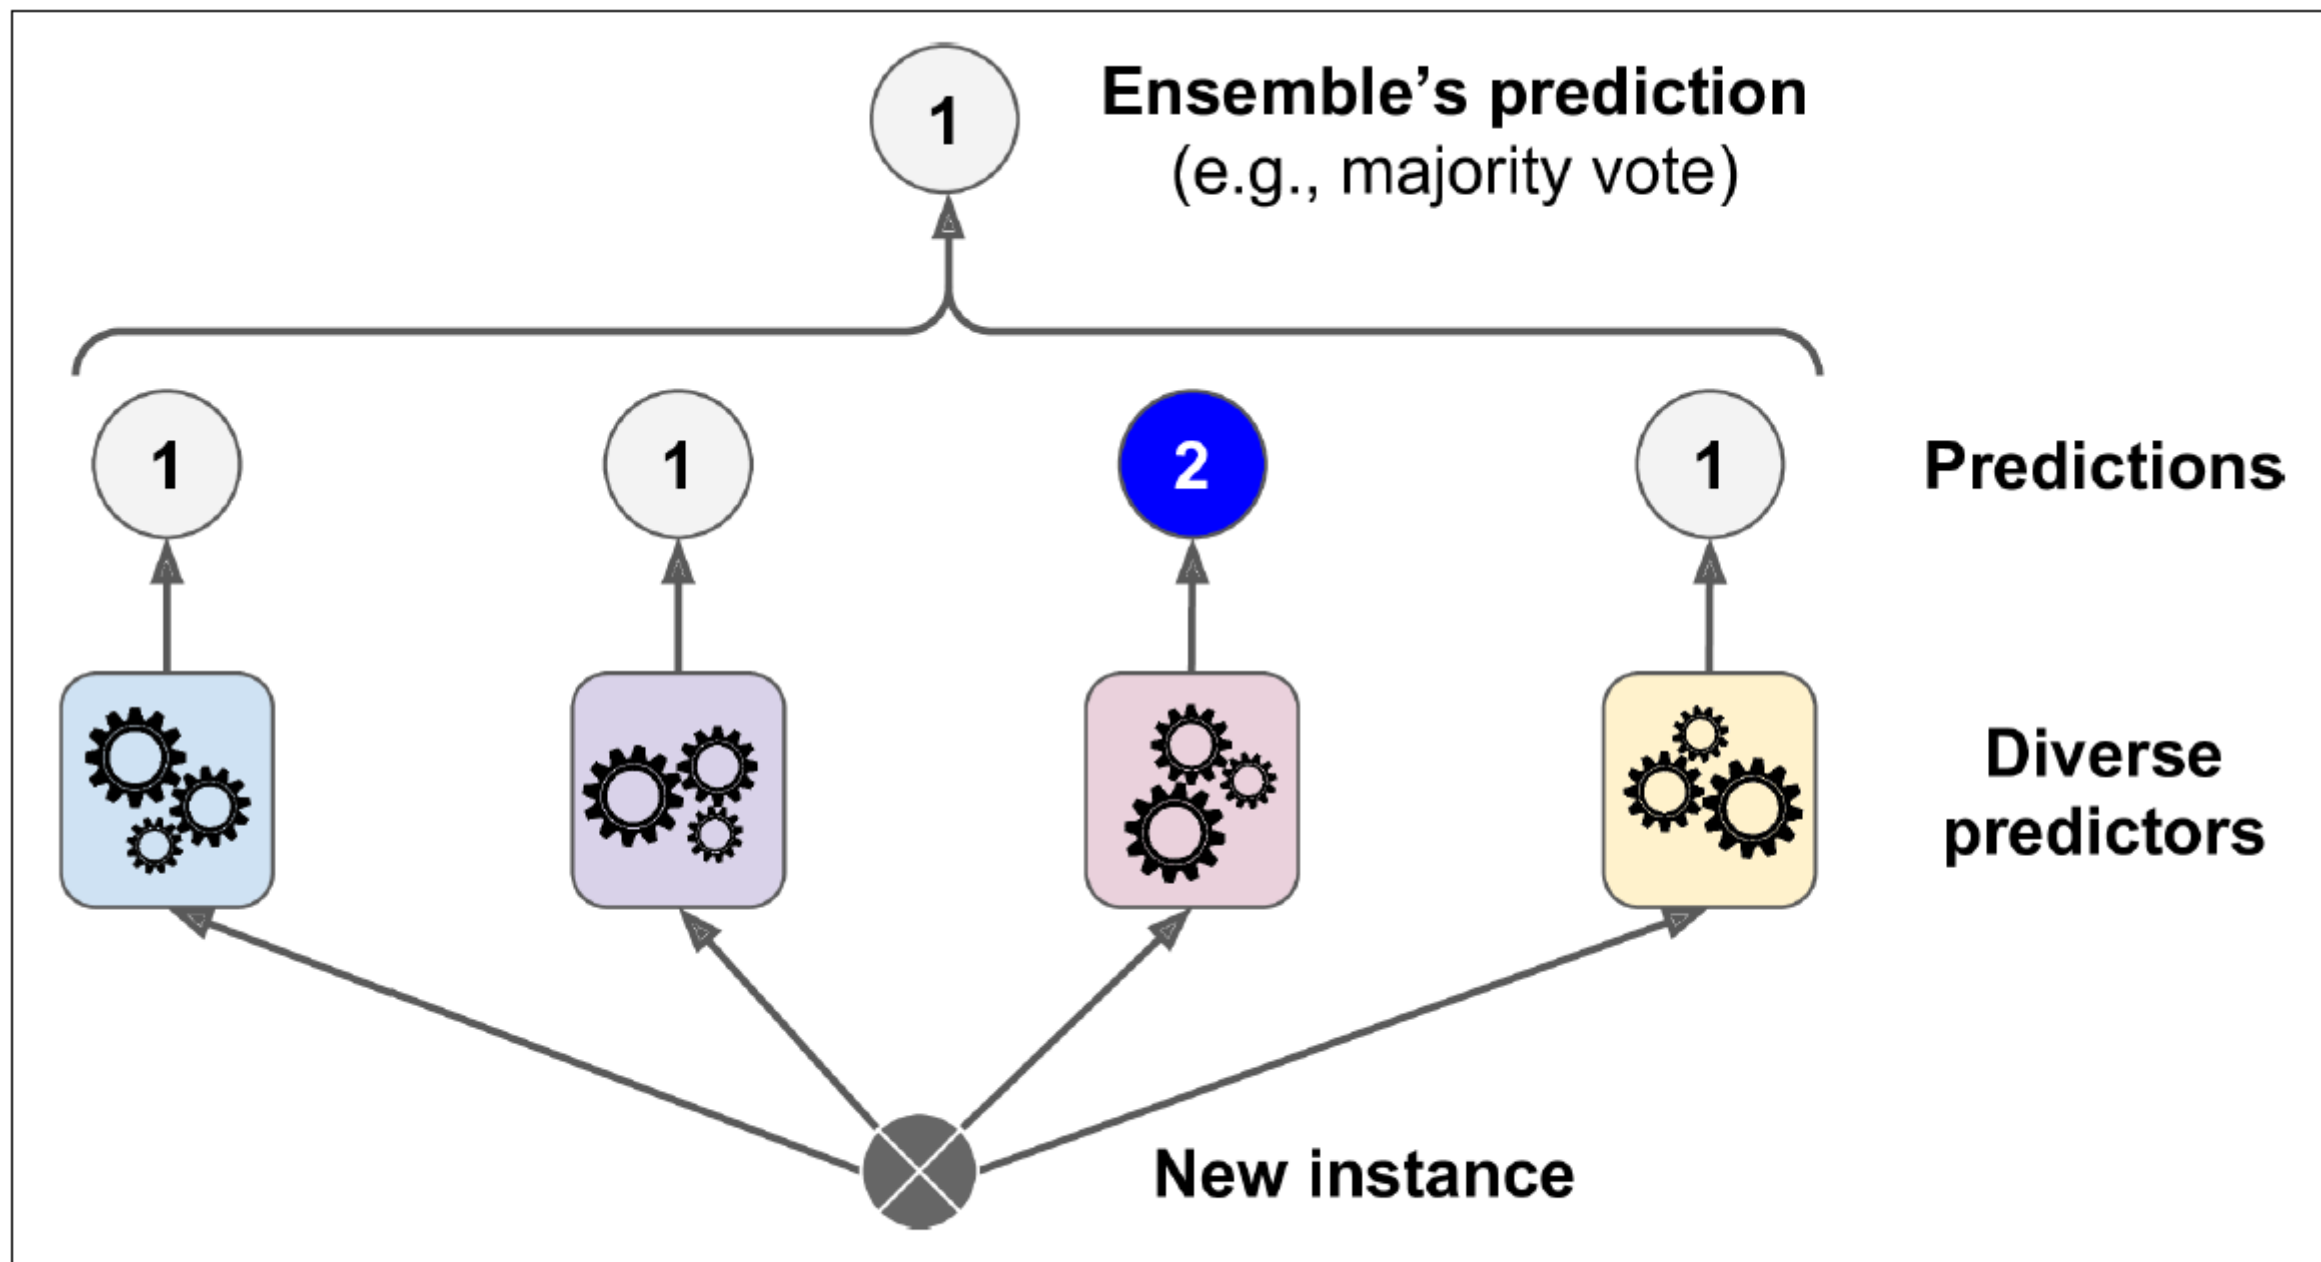 1
Ensemble’s prediction
(e.g., majority vote)
1
1
2
1
Predictions
Diverse
predictors
New instance